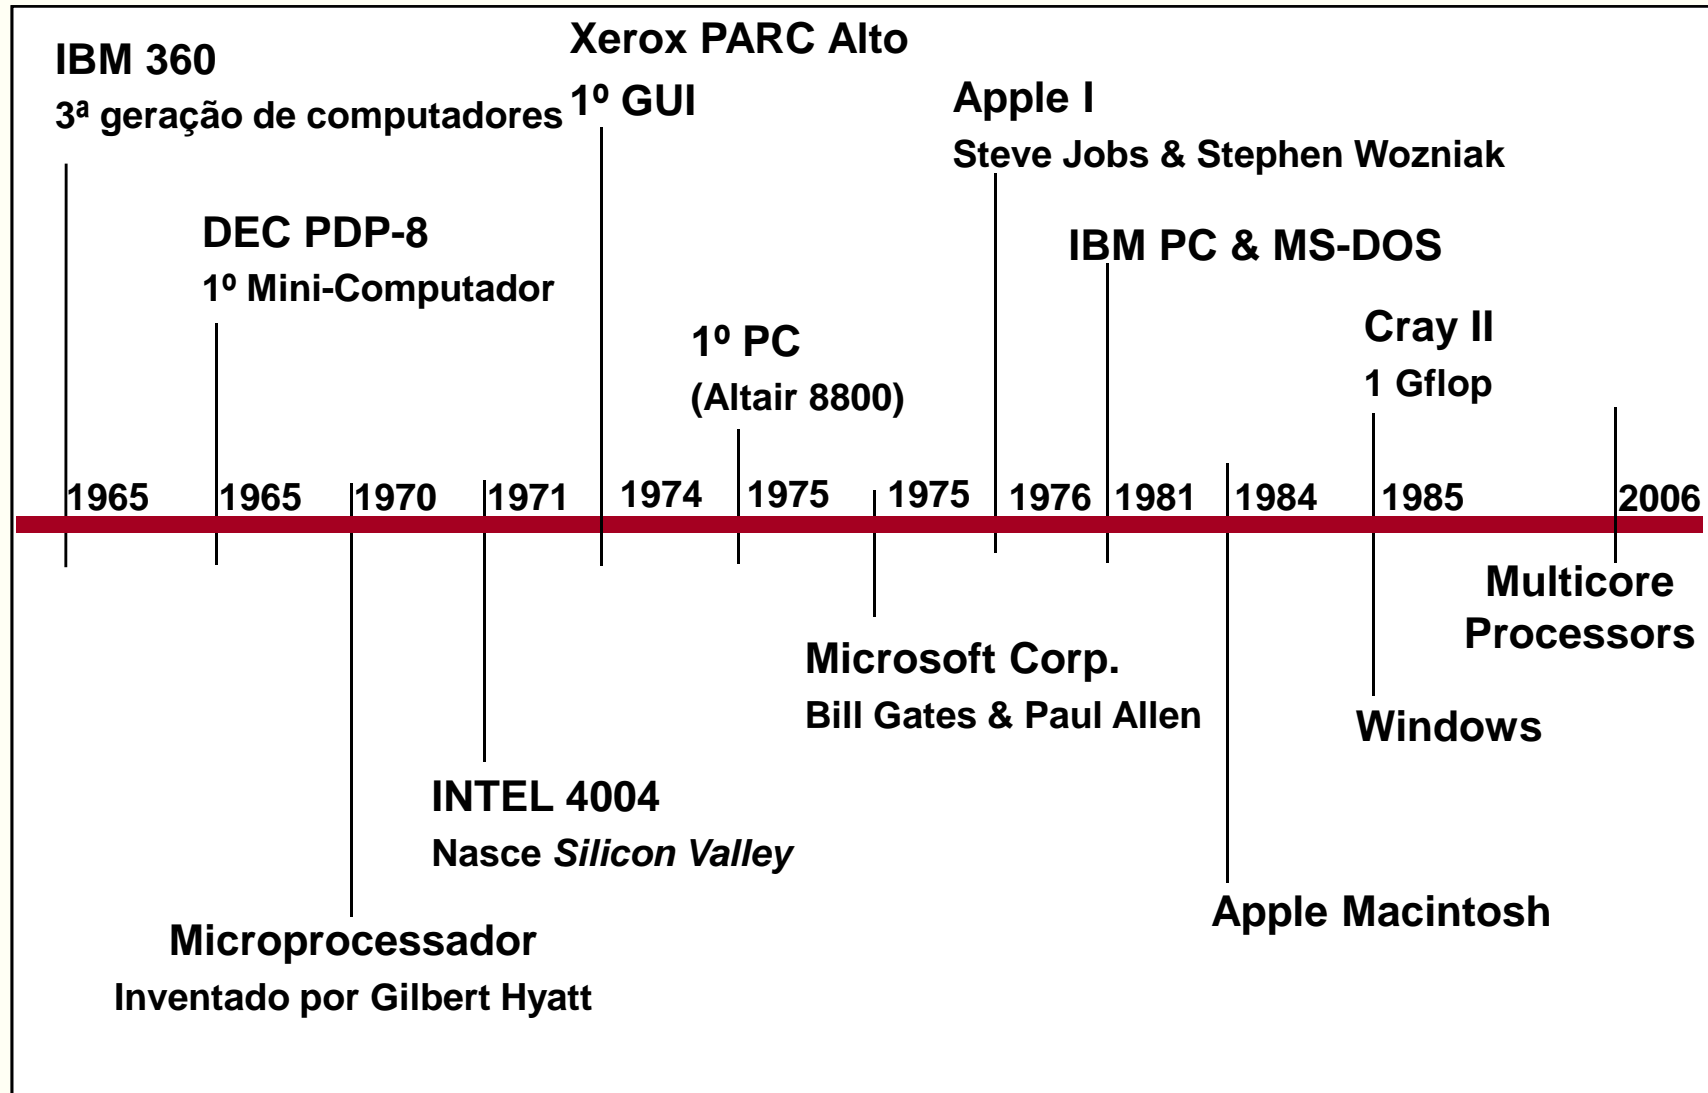 IBM 360
3ª geração de computadores
Xerox PARC Alto
1º GUI
Apple I
Steve Jobs & Stephen Wozniak
DEC PDP-8
1º Mini-Computador
IBM PC & MS-DOS
1º PC
(Altair 8800)
Cray II
1 Gflop
1965 1965 1970 1971 1974 1975 1975 1976 1981 1984 1985 2006
Multicore
Processors
Microsoft Corp.
Bill Gates & Paul Allen
Windows
INTEL 4004
Nasce Silicon Valley
Apple Macintosh
Microprocessador
Inventado por Gilbert Hyatt